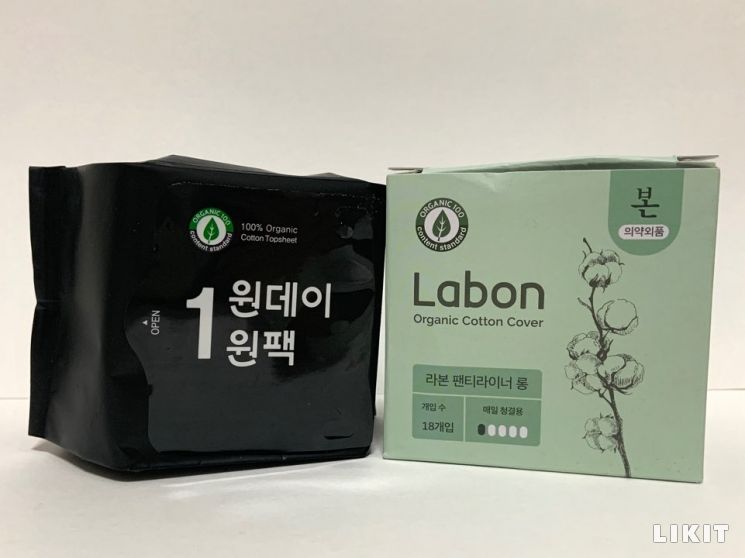 ORGANIC 100
content standard
100% Organic
Cotton Topsheet
OPEN
1
원데이
원팩
ORGANIC 100
content standard
본
의약외품
Labon
Organic Cotton Cover
라본 팬티라이너 롱
개입 수
18개입
매일 청결용
LIKIT